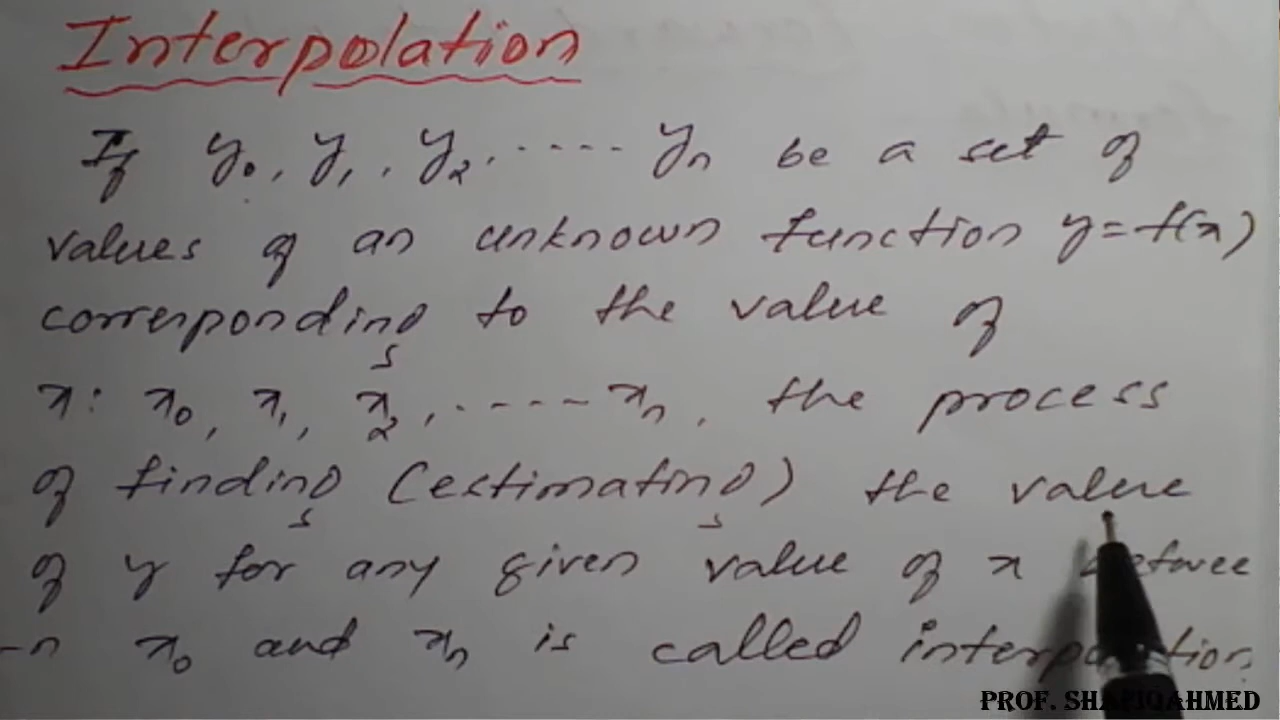 Interpolation
If y₀, y₁, y₂, ..... yₙ be a set of
values of an unknown function y=f(x)
corresponding to the value of
x: x₀, x₁, x₂, ..... xₙ, the process
of finding (estimating) the value
of y for any given value of x betwee
-n x₀ and xₙ is called interpolation.
PROF. SHAFIQAHMED